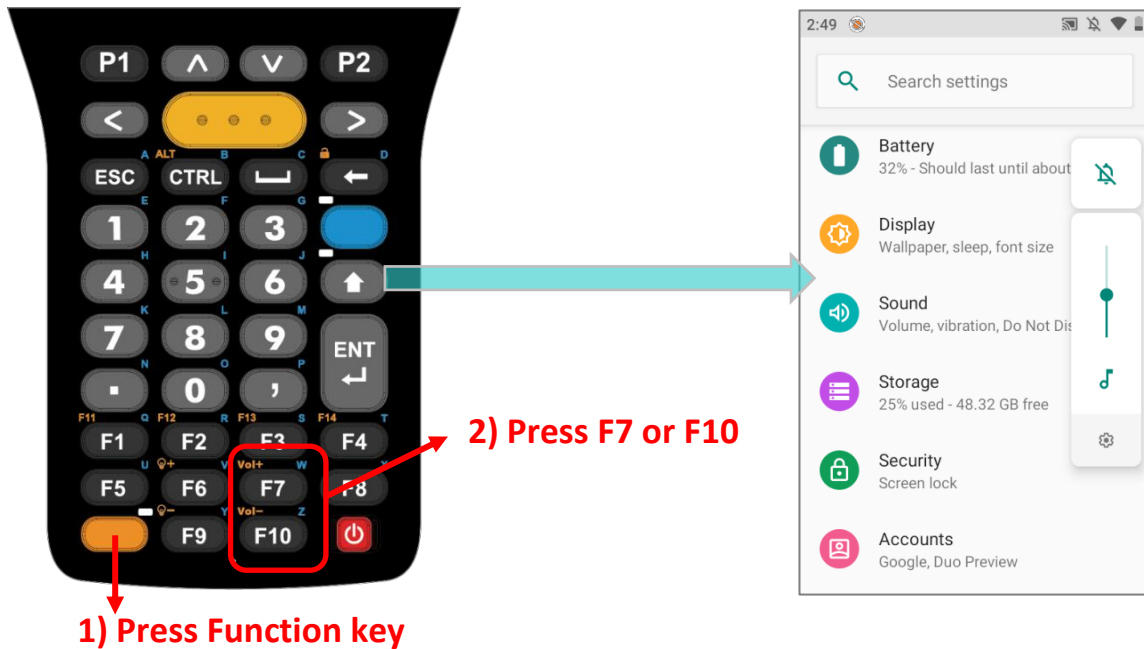 P1 P2
A ALT B C D
ESC CTRL
E F G
1 2 3
H I J
4 5 6
K L M
7 8 9 ENT
N O P
. 0 ,
F11 Q F12 R F13 S F14 T
F1 F2 F3 F4
U V Vol+ W X
F5 F6 F7 F8
Y Vol− Z
F9 F10
2) Press F7 or F10
1) Press Function key
2:49
Search settings
Battery
32% - Should last until about
Display
Wallpaper, sleep, font size
Sound
Volume, vibration, Do Not Dis
Storage
25% used - 48.32 GB free
Security
Screen lock
Accounts
Google, Duo Preview